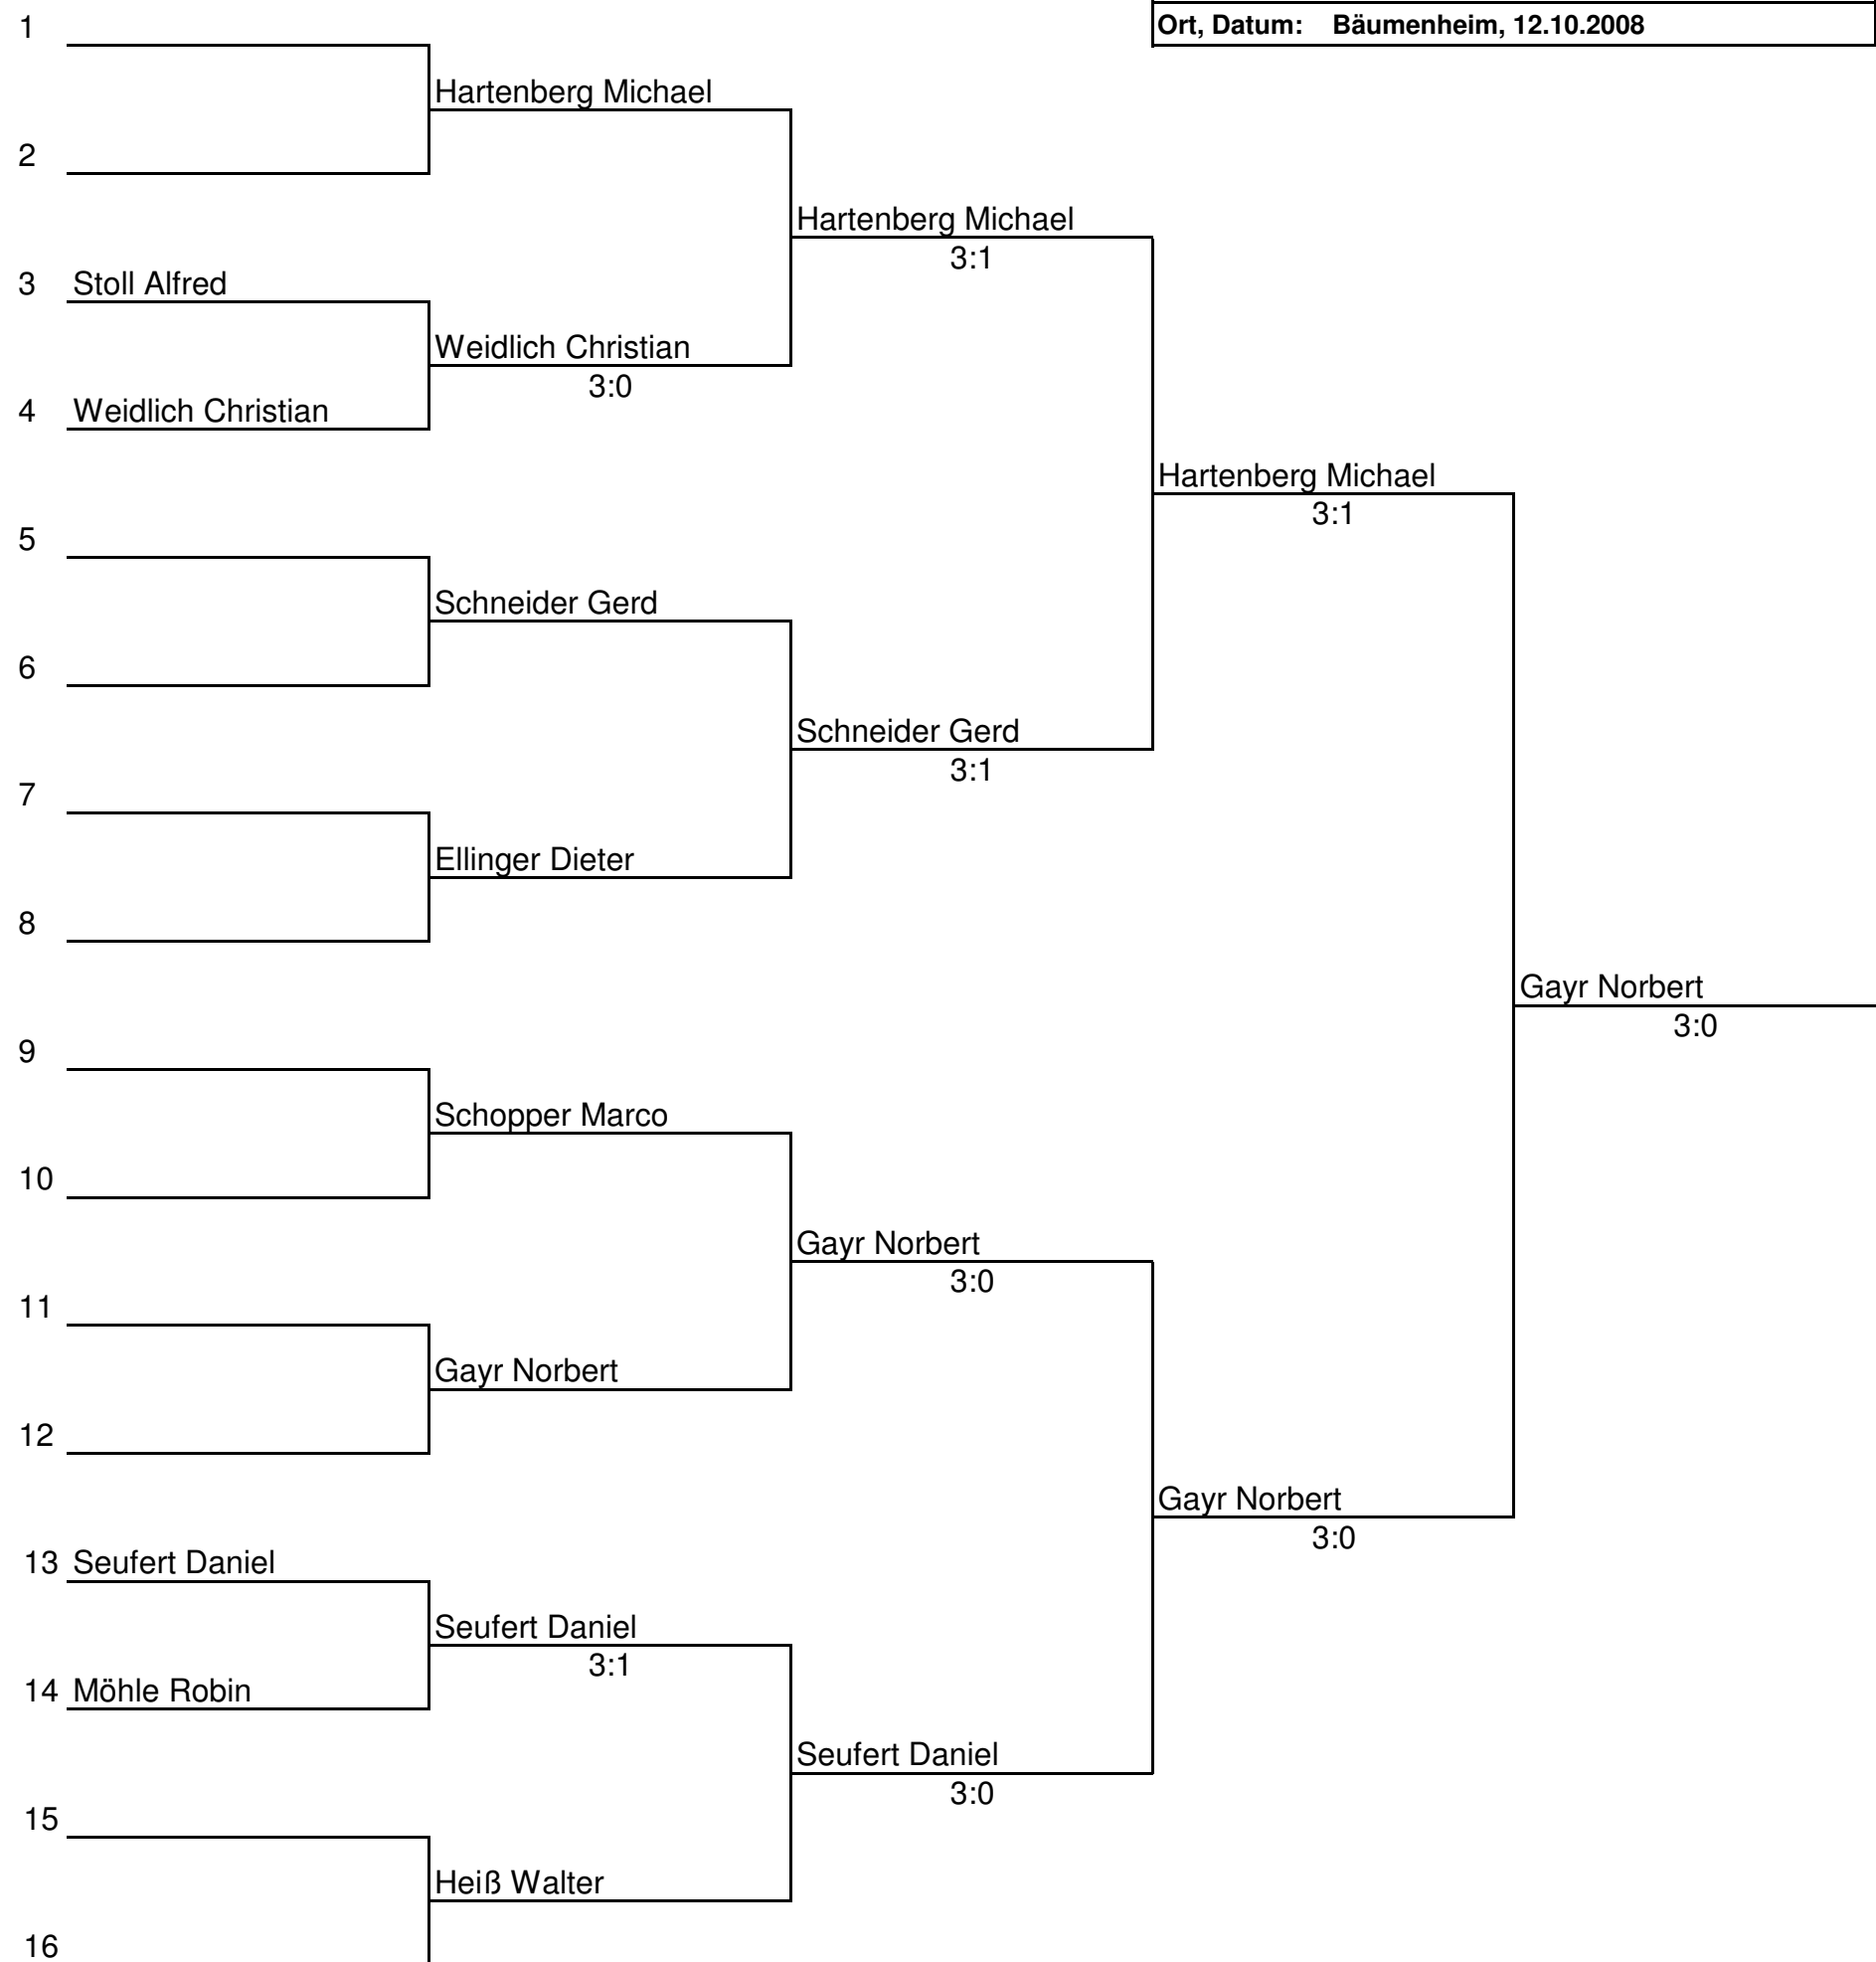 1
Ort, Datum: Bäumenheim, 12.10.2008
Hartenberg Michael
2
Hartenberg Michael
3:1
3 Stoll Alfred
Weidlich Christian
3:0
4 Weidlich Christian
Hartenberg Michael
3:1
5
Schneider Gerd
6
Schneider Gerd
3:1
7
Ellinger Dieter
8
Gayr Norbert
3:0
9
Schopper Marco
10
Gayr Norbert
3:0
11
Gayr Norbert
12
Gayr Norbert
3:0
13 Seufert Daniel
Seufert Daniel
3:1
14 Möhle Robin
Seufert Daniel
3:0
15
Heiß Walter
16